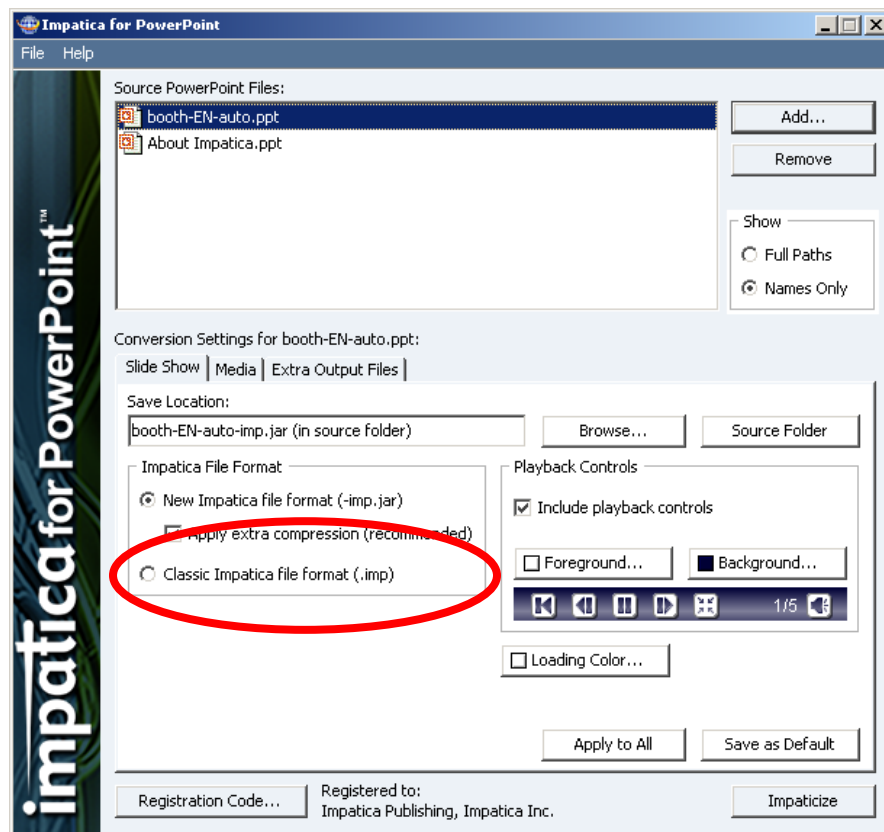 Impatica for PowerPoint
File Help
impatica for PowerPoint™
Source PowerPoint Files:
booth-EN-auto.ppt
About Impatica.ppt
Add...
Remove
Show
Full Paths
Names Only
Conversion Settings for booth-EN-auto.ppt:
Slide Show Media Extra Output Files
Save Location:
booth-EN-auto-imp.jar (in source folder)
Browse...
Source Folder
Impatica File Format
New Impatica file format (-imp.jar)
Apply extra compression (recommended)
Classic Impatica file format (.imp)
Playback Controls
Include playback controls
Foreground...
Background...
1/5
Loading Color...
Apply to All
Save as Default
Registration Code...
Registered to:
Impatica Publishing, Impatica Inc.
Impaticize